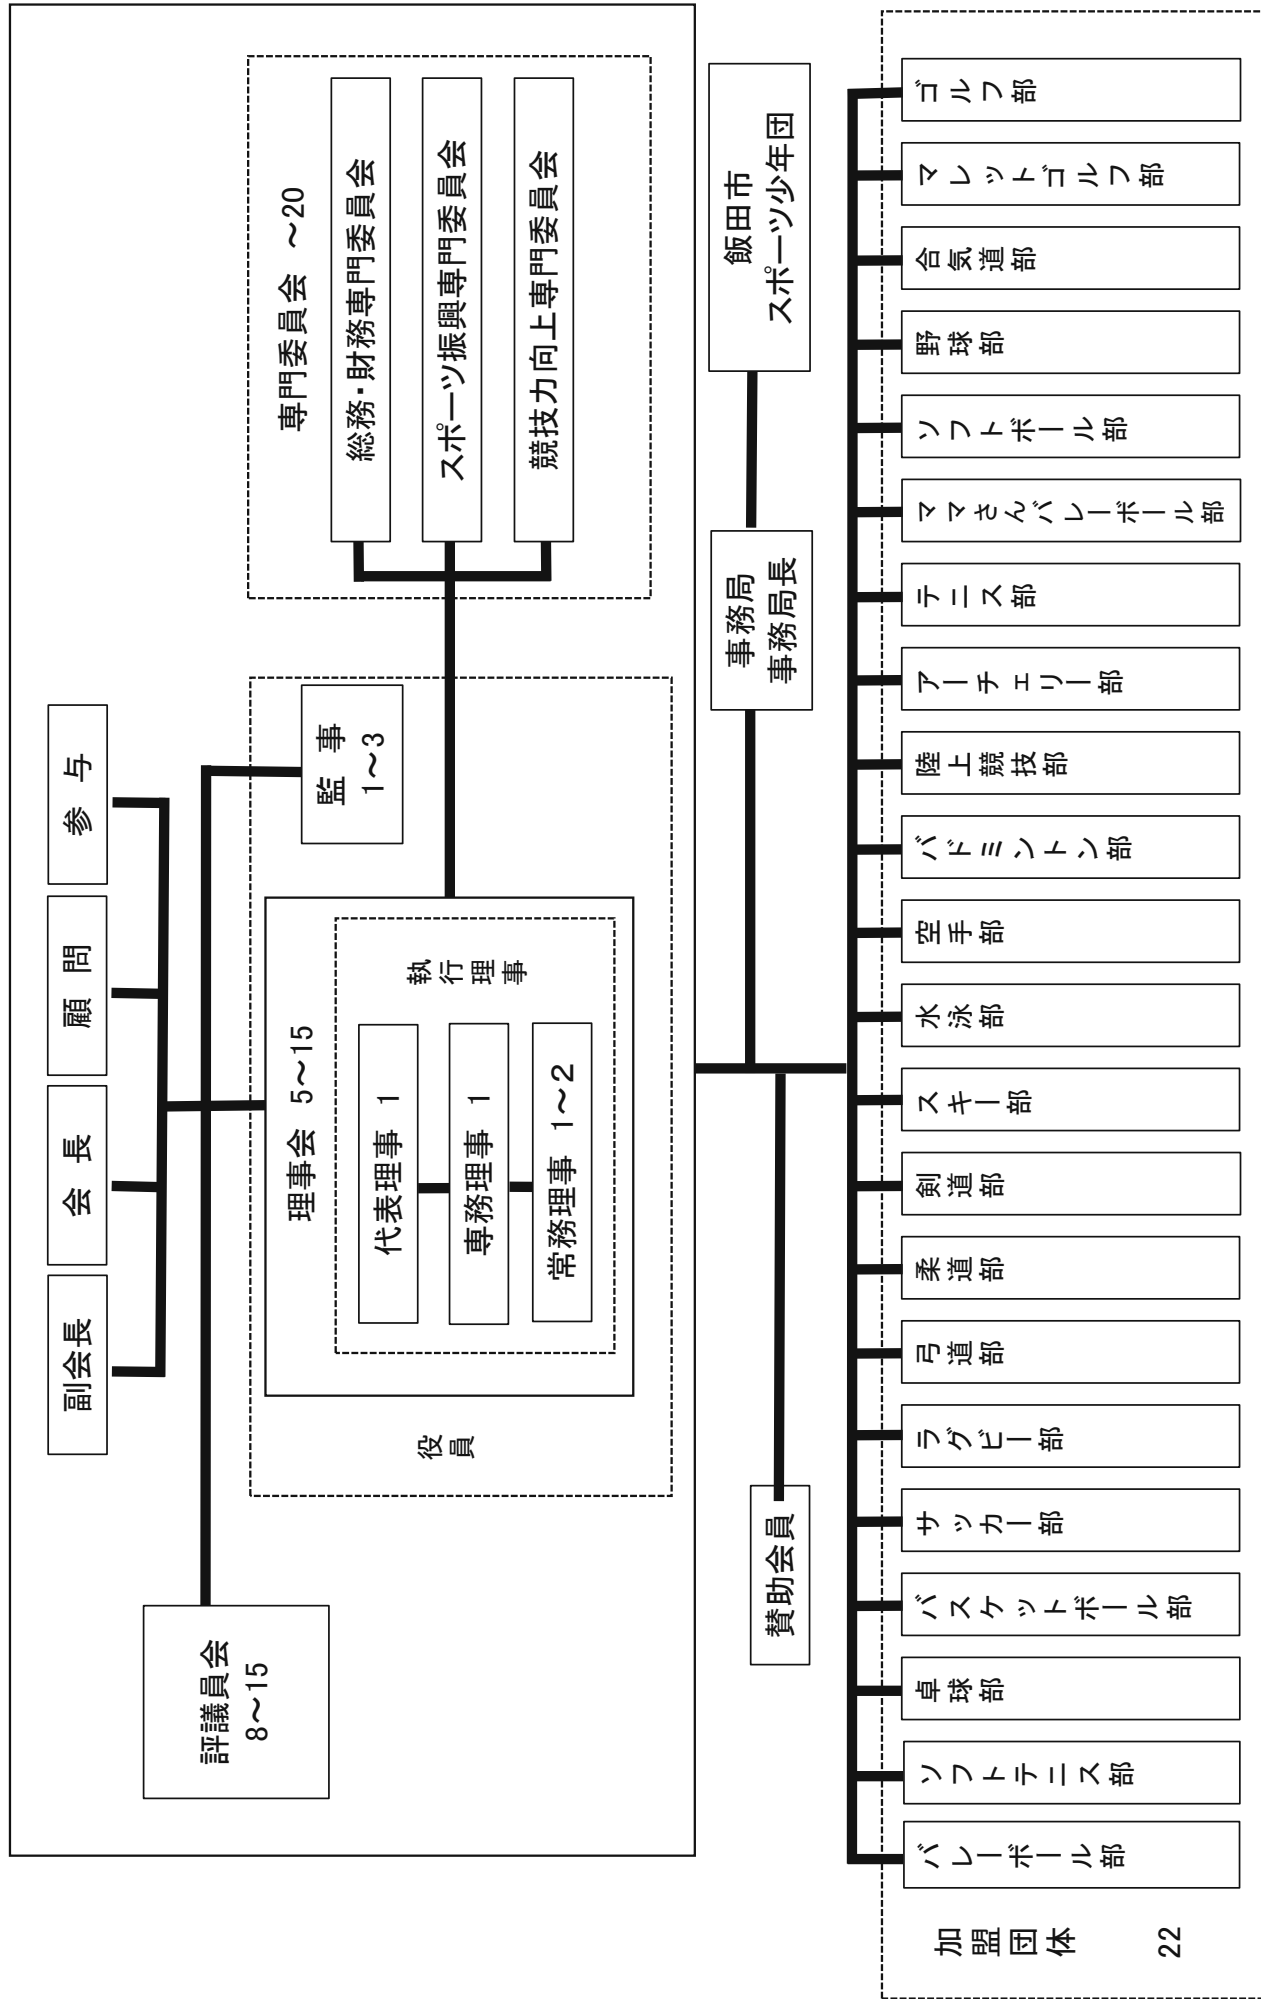 副会長
会 長
顧 問
参 与
評議員会
8～15
役員
理事会 5～15
執行理事
代表理事 1
専務理事 1
常務理事 1～2
監 事
1～3
専門委員会 ～20
総務・財務専門委員会
スポーツ振興専門委員会
競技力向上専門委員会
賛助会員
事務局
事務局長
飯田市
スポーツ少年団
加盟団体 22
バレーボール部
ソフトテニス部
卓球部
バスケットボール部
サッカー部
ラグビー部
弓道部
柔道部
剣道部
スキー部
水泳部
空手部
バドミントン部
陸上競技部
アーチェリー部
テニス部
ママさんバレーボール部
ソフトボール部
野球部
合気道部
マレットゴルフ部
ゴルフ部